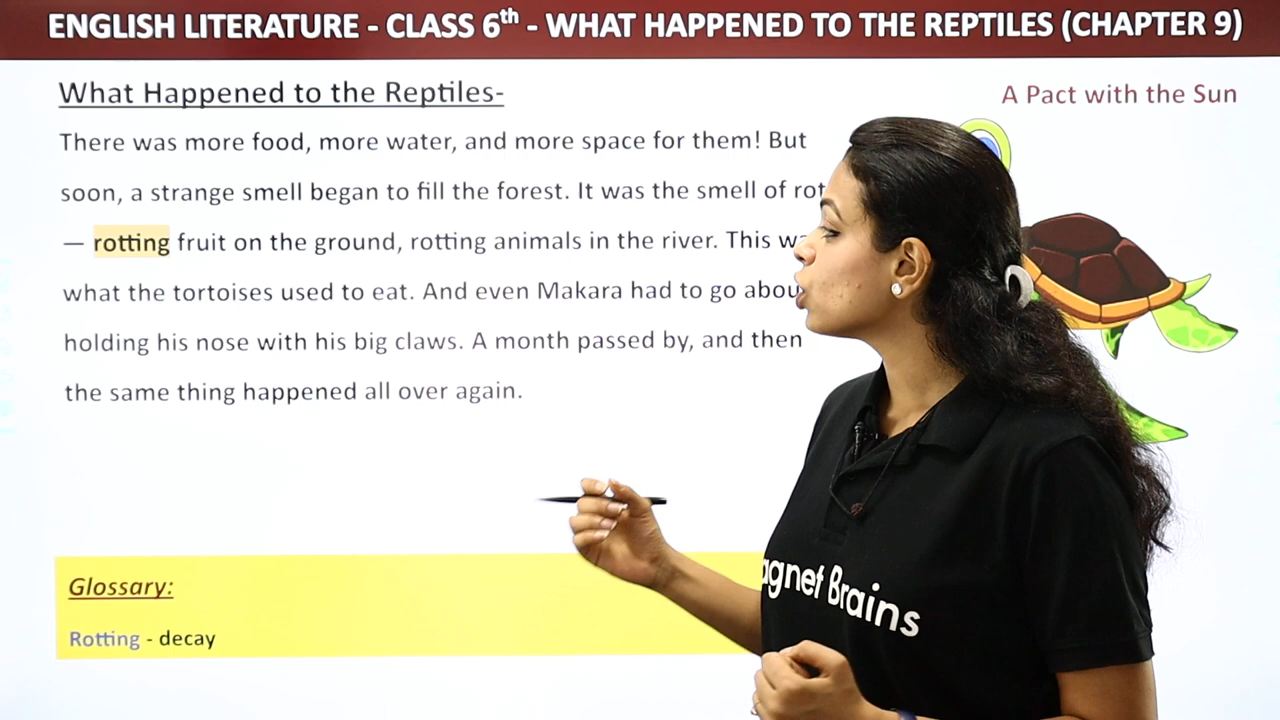 ENGLISH LITERATURE - CLASS 6th - WHAT HAPPENED TO THE REPTILES (CHAPTER 9)
What Happened to the Reptiles-
A Pact with the Sun
There was more food, more water, and more space for them! But
soon, a strange smell began to fill the forest. It was the smell of rot
— rotting fruit on the ground, rotting animals in the river. This
what the tortoises used to eat. And even Makara had to go
holding his nose with his big claws. A month passed by, and then
the same thing happened all over again.
Glossary:
Rotting - decay
Brains